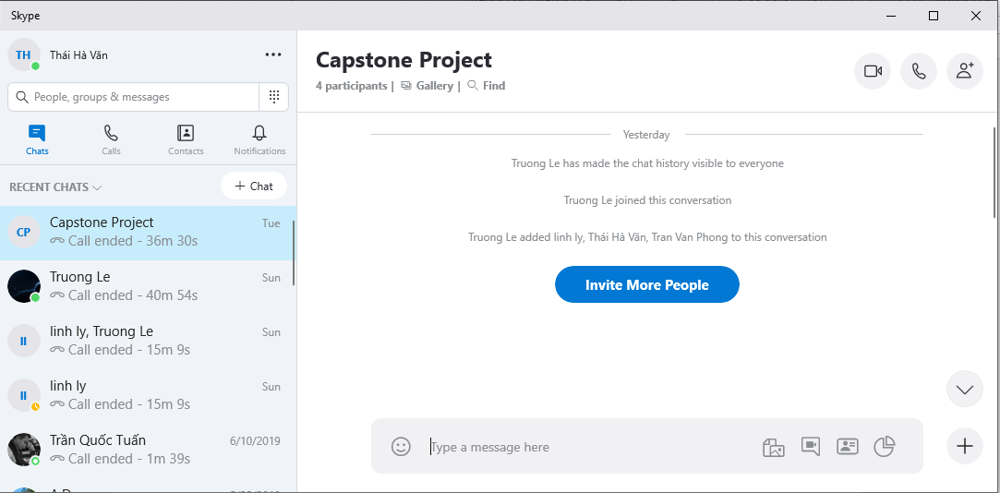 Skype
TH
Thái Hà Văn
People, groups & messages
Chats
Calls
Contacts
Notifications
RECENT CHATS
+ Chat
CP
Capstone Project
Tue
Call ended - 36m 30s
Truong Le
Sun
Call ended - 40m 54s
ll
linh ly, Truong Le
Sun
Call ended - 15m 9s
ll
linh ly
Sun
Call ended - 15m 9s
Trần Quốc Tuấn
6/10/2019
Call ended - 1m 39s
Capstone Project
4 participants | Gallery | Find
Yesterday
Truong Le has made the chat history visible to everyone
Truong Le joined this conversation
Truong Le added linh ly, Thái Hà Văn, Tran Van Phong to this conversation
Invite More People
Type a message here